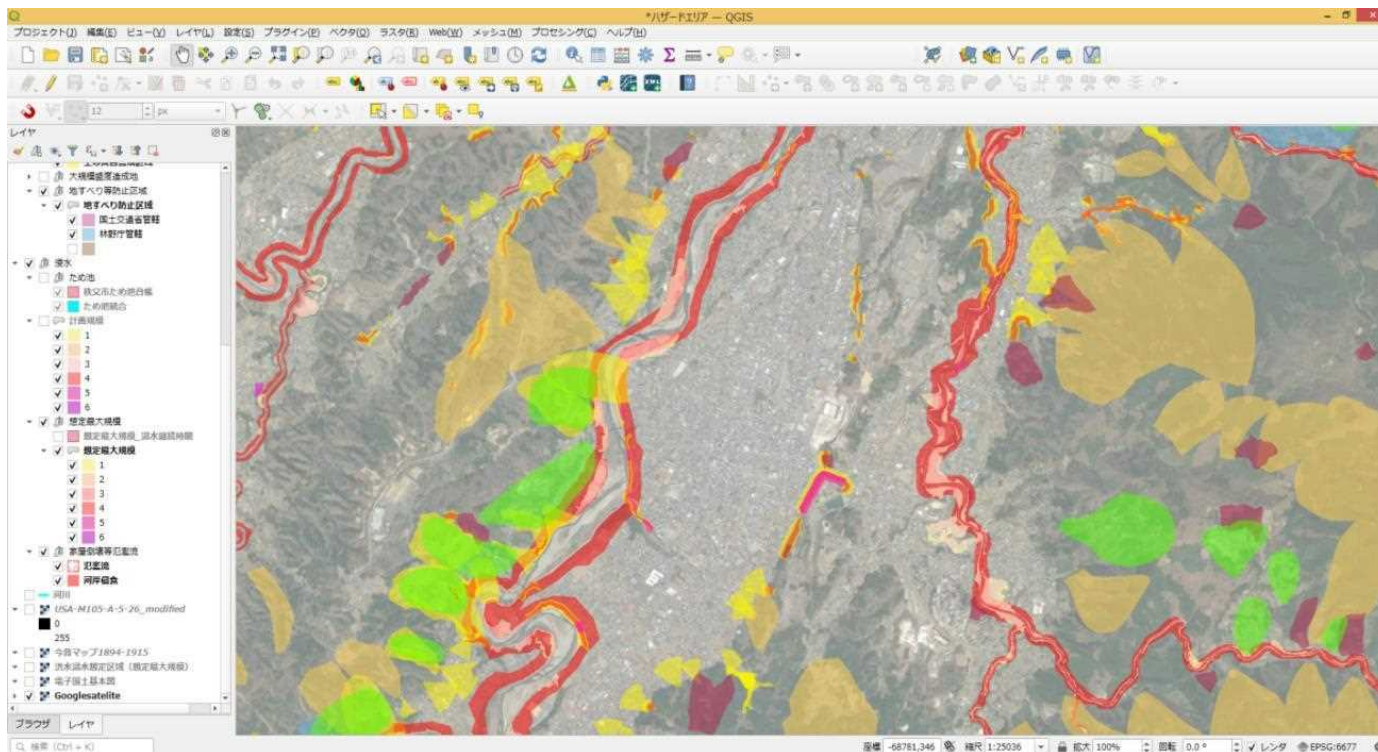 *ハザードエリア — QGIS
プロジェクト(J) 編集(E) ビュー(V) レイヤ(L) 設定(S) プラグイン(P) ベクタ(O) ラスタ(R) Web(W) メッシュ(M) プロセシング(C) ヘルプ(H)
12 px
レイヤ
大規模盛度造成地
地すべり等防止区域
地すべり防止区域
国土交通省管轄
林野庁管轄
浸水
ため池
秩父市ため池台帳
ため池統合
計画規模
1
2
3
4
5
6
想定最大規模
想定最大規模_浸水継続時間
想定最大規模
1
2
3
4
5
6
家屋倒壊等氾濫流
氾濫流
河岸侵食
河川
USA-M105-A-5-26_modified
0
255
今昔マップ1894-1915
洪水浸水想定区域（想定最大規模）
電子国土基本図
Googlesatelite
ブラウザ レイヤ
検索 (Ctrl + K)
座標 -68781,346 縮尺 1:25036 拡大 100% 回転 0.0 ° レンダ EPSG:6677